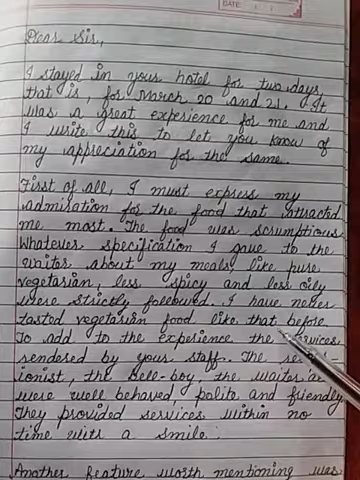 DATE: / /
Dear Sir,
I stayed in your hotel for two days,
that is, for March 20 and 21. It
was a great experience for me and
I write this to let you know of
my appreciation for the same.
First of all, I must express my
admiration for the food that attracted
me most. The food was scrumptious
Whatever specification I gave to the
waiter about my meals, like pure
vegetarian, less spicy and less oily
were strictly followed. I have never
tasted vegetarian food like that before.
To add to the experience the services
rendered by your staff. The
ionist, the bell-boy, the waiter
were well behaved, polite and friendly
They provided services within no
time with a smile.
Another feature worth mentioning was